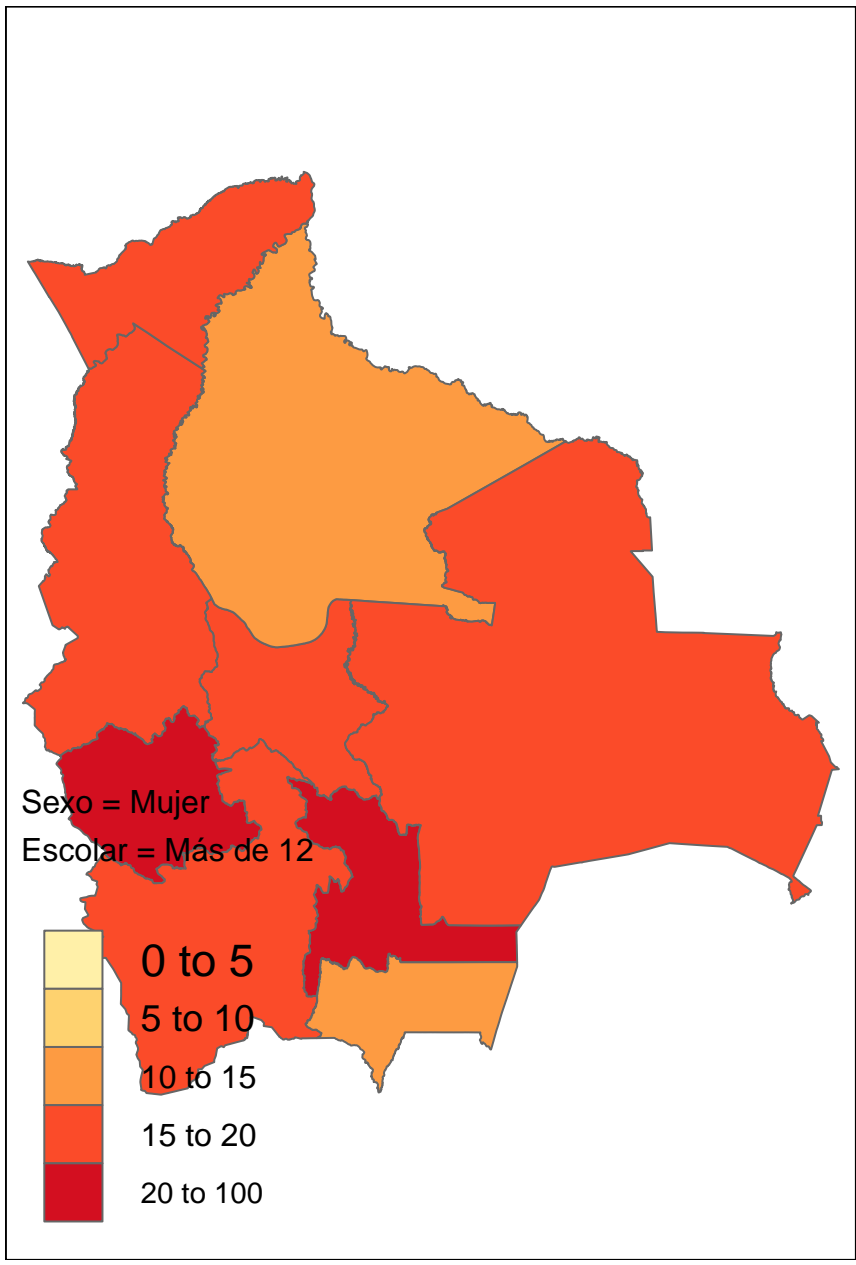 Sexo = Mujer
Escolar = Más de 12
0 to 5
5 to 10
10 to 15
15 to 20
20 to 100